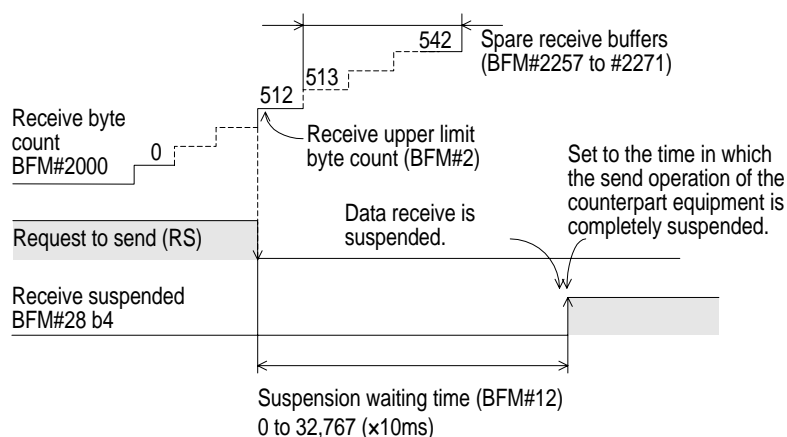 542
Spare receive buffers
(BFM#2257 to #2271)
513
512
Receive byte
count
BFM#2000
0
Receive upper limit
byte count (BFM#2)
Set to the time in which
the send operation of the
counterpart equipment is
completely suspended.
Data receive is
suspended.
Request to send (RS)
Receive suspended
BFM#28 b4
Suspension waiting time (BFM#12)
0 to 32,767 (×10ms)